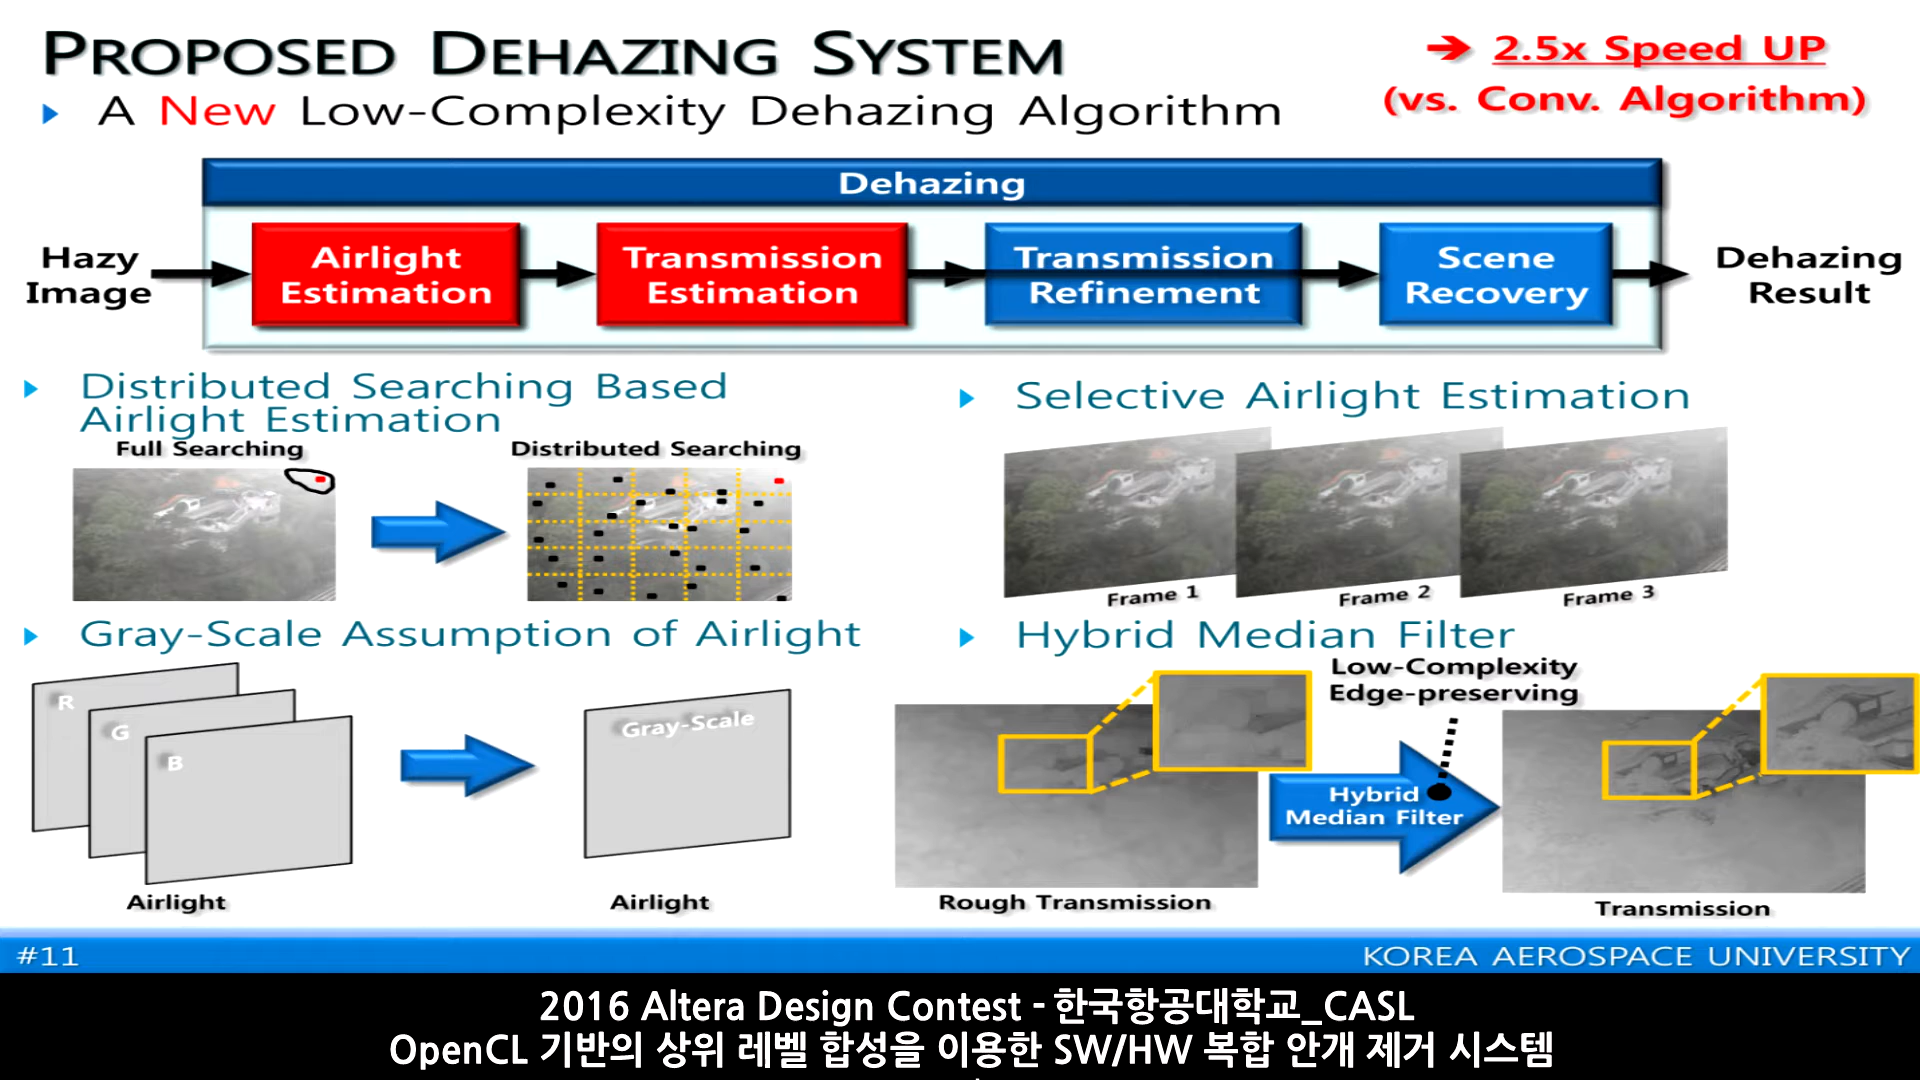 PROPOSED DEHAZING SYSTEM
➔ 2.5x Speed UP
(vs. Conv. Algorithm)
A New Low-Complexity Dehazing Algorithm
Dehazing
Hazy
Image
Airlight
Estimation
Transmission
Estimation
Transmission
Refinement
Scene
Recovery
Dehazing
Result
Distributed Searching Based
Airlight Estimation
Full Searching
Distributed Searching
Selective Airlight Estimation
Frame 1
Frame 2
Frame 3
Gray-Scale Assumption of Airlight
R
G
B
Airlight
Gray-Scale
Airlight
Hybrid Median Filter
Low-Complexity
Edge-preserving
Hybrid
Median Filter
Rough Transmission
Transmission
#11
KOREA AEROSPACE UNIVERSITY
2016 Altera Design Contest - 한국항공대학교_CASL
OpenCL 기반의 상위 레벨 합성을 이용한 SW/HW 복합 안개 제거 시스템